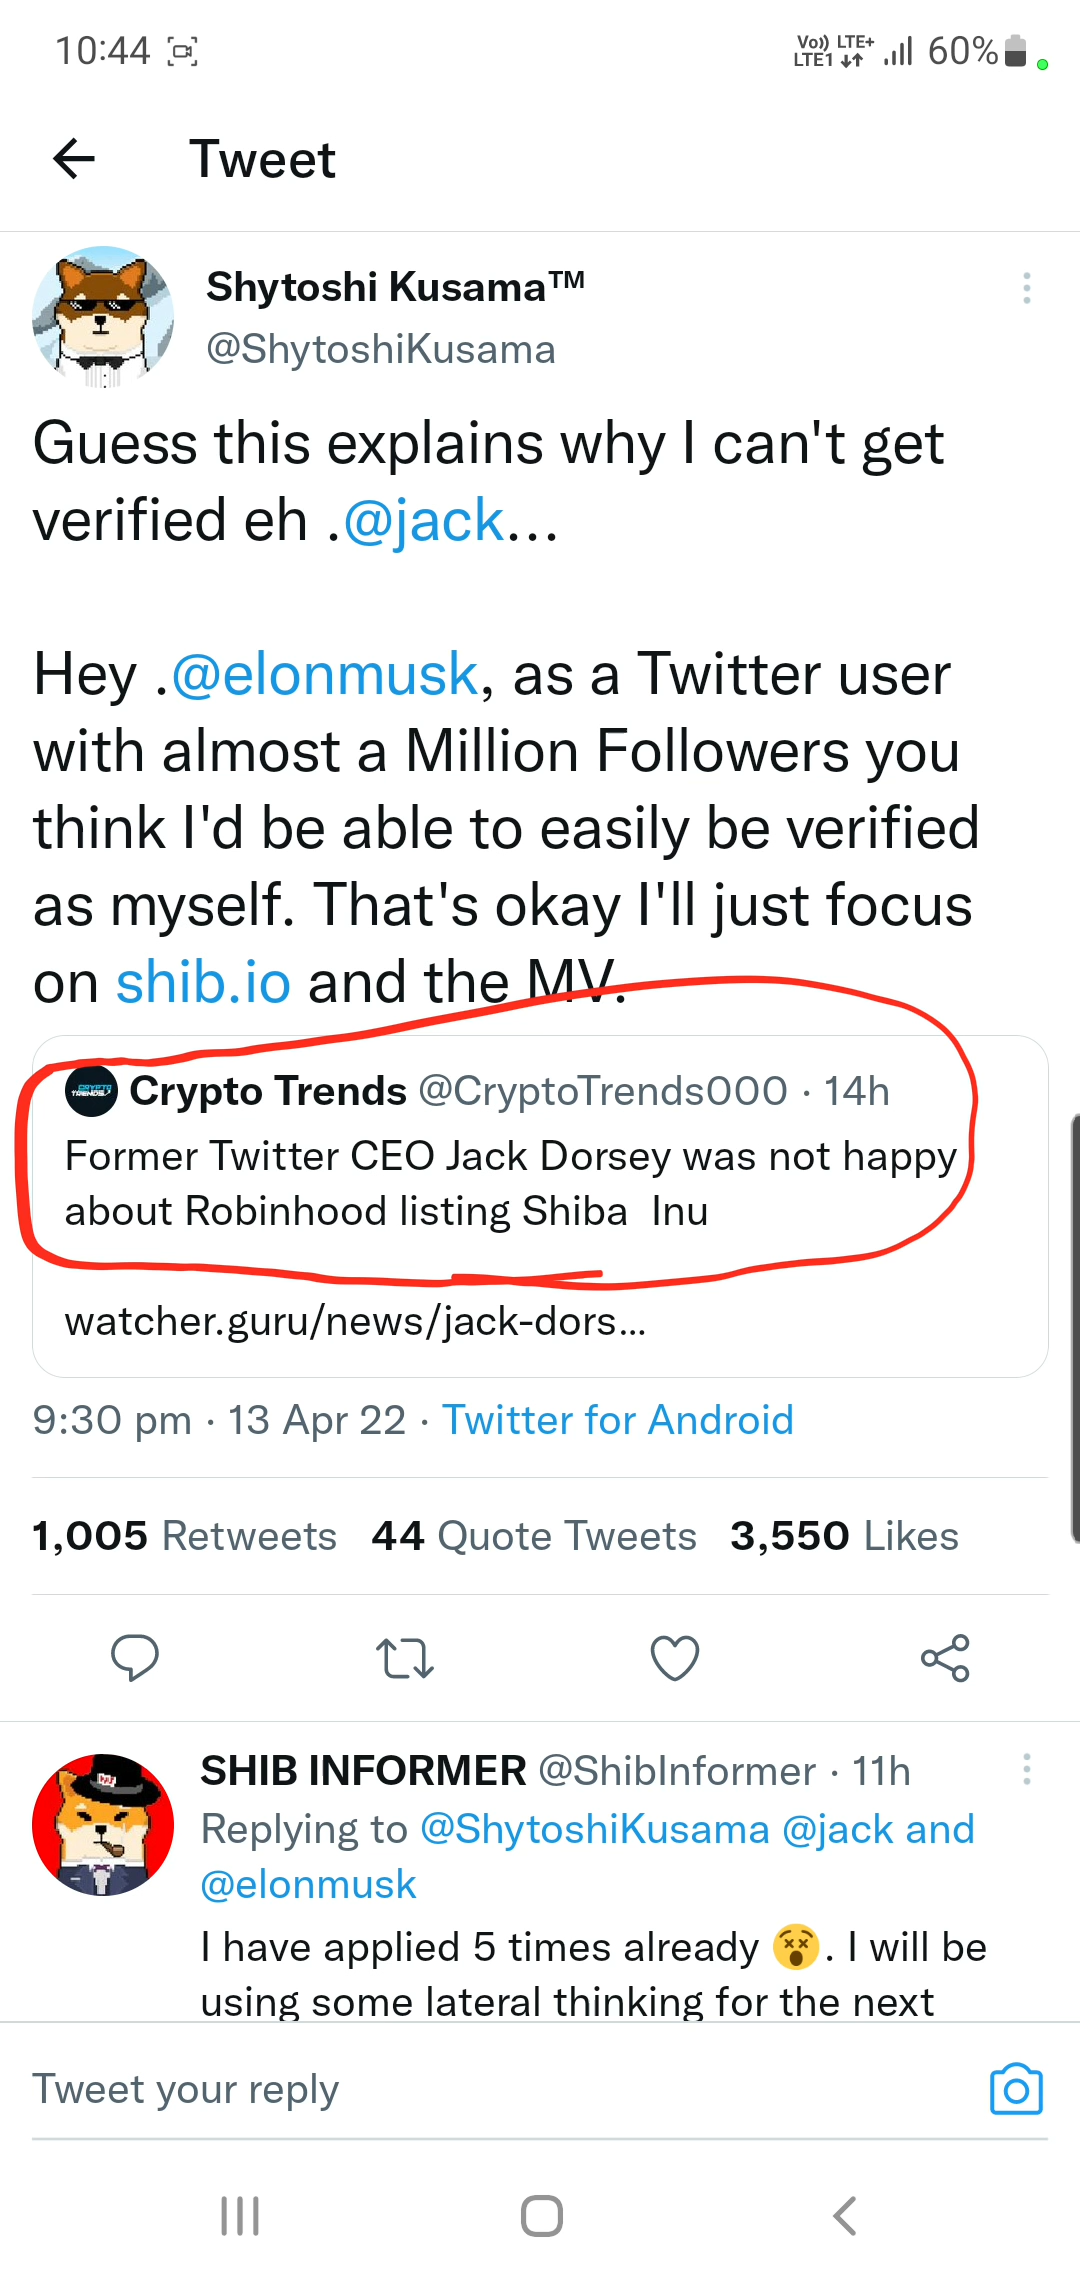 10:44
Vo)) LTE+
LTE1
60%
Tweet
Shytoshi Kusama™
@ShytoshiKusama
Guess this explains why I can't get
verified eh .@jack...
Hey .@elonmusk, as a Twitter user
with almost a Million Followers you
think I'd be able to easily be verified
as myself. That's okay I'll just focus
on shib.io and the MV.
CRYPTO
TRENDS
Crypto Trends @CryptoTrends000 · 14h
Former Twitter CEO Jack Dorsey was not happy
about Robinhood listing Shiba  Inu
watcher.guru/news/jack-dors...
9:30 pm · 13 Apr 22 · Twitter for Android
1,005 Retweets 44 Quote Tweets 3,550 Likes
SHIB INFORMER @ShibInformer · 11h
Replying to @ShytoshiKusama @jack and
@elonmusk
I have applied 5 times already 😵. I will be
using some lateral thinking for the next
Tweet your reply